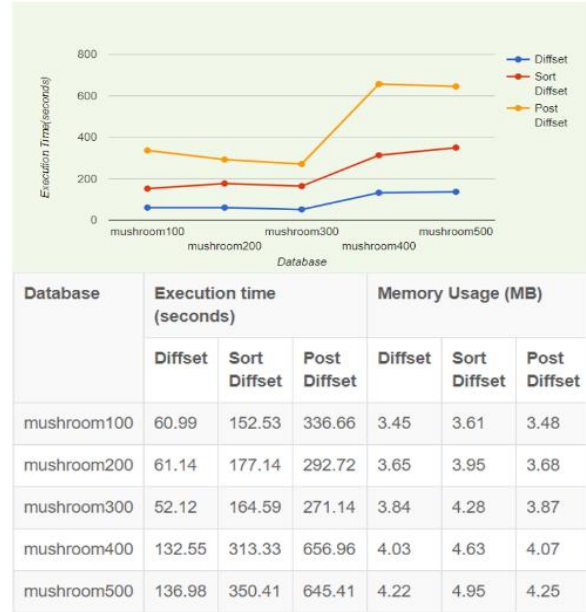 800
600
400
200
0
Execution Time(seconds)
Diffset
Sort
Diffset
Post
Diffset
mushroom100 mushroom300 mushroom500
mushroom200 mushroom400
Database
Database Execution time (seconds) Memory Usage (MB)
Diffset Sort Diffset Post Diffset Diffset Sort Diffset Post Diffset
mushroom100 60.99 152.53 336.66 3.45 3.61 3.48
mushroom200 61.14 177.14 292.72 3.65 3.95 3.68
mushroom300 52.12 164.59 271.14 3.84 4.28 3.87
mushroom400 132.55 313.33 656.96 4.03 4.63 4.07
mushroom500 136.98 350.41 645.41 4.22 4.95 4.25